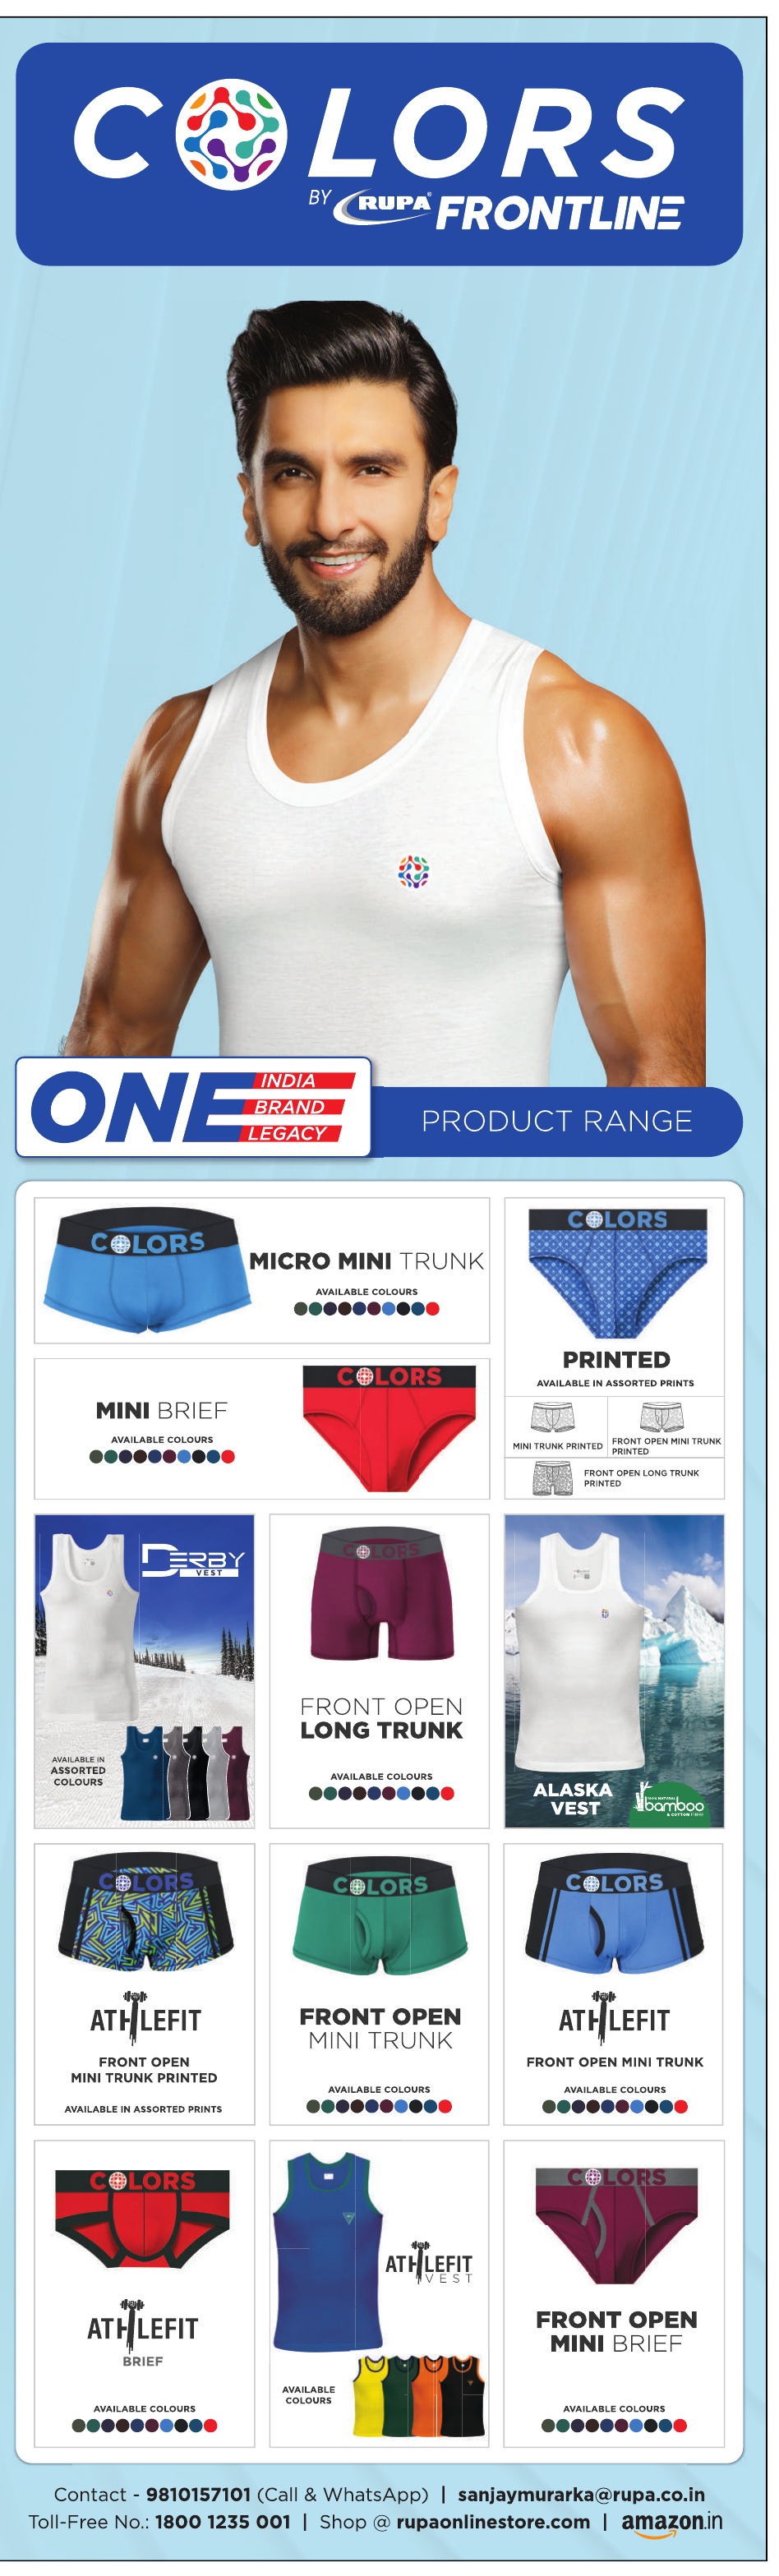 COLORS
BY RUPA® FRONTLINE
ONE INDIA
BRAND
LEGACY
PRODUCT RANGE
COLORS
MICRO MINI TRUNK
AVAILABLE COLOURS
COLORS
PRINTED
AVAILABLE IN ASSORTED PRINTS
MINI TRUNK PRINTED
FRONT OPEN MINI TRUNK
PRINTED
FRONT OPEN LONG TRUNK
PRINTED
MINI BRIEF
AVAILABLE COLOURS
COLORS
DERBY
VEST
AVAILABLE IN
ASSORTED
COLOURS
COLORS
FRONT OPEN
LONG TRUNK
AVAILABLE COLOURS
ALASKA
VEST
100% NATURAL
bamboo
COLORS
ATHLEFIT
FRONT OPEN
MINI TRUNK PRINTED
AVAILABLE IN ASSORTED PRINTS
COLORS
FRONT OPEN
MINI TRUNK
AVAILABLE COLOURS
COLORS
ATHLEFIT
FRONT OPEN MINI TRUNK
AVAILABLE COLOURS
COLORS
ATHLEFIT
BRIEF
AVAILABLE COLOURS
ATHLEFIT
VEST
AVAILABLE
COLOURS
COLORS
FRONT OPEN
MINI BRIEF
AVAILABLE COLOURS
Contact - 9810157101 (Call & WhatsApp) | sanjaymurarka@rupa.co.in
Toll-Free No.: 1800 1235 001 | Shop @ rupaonlinestore.com | amazon.in